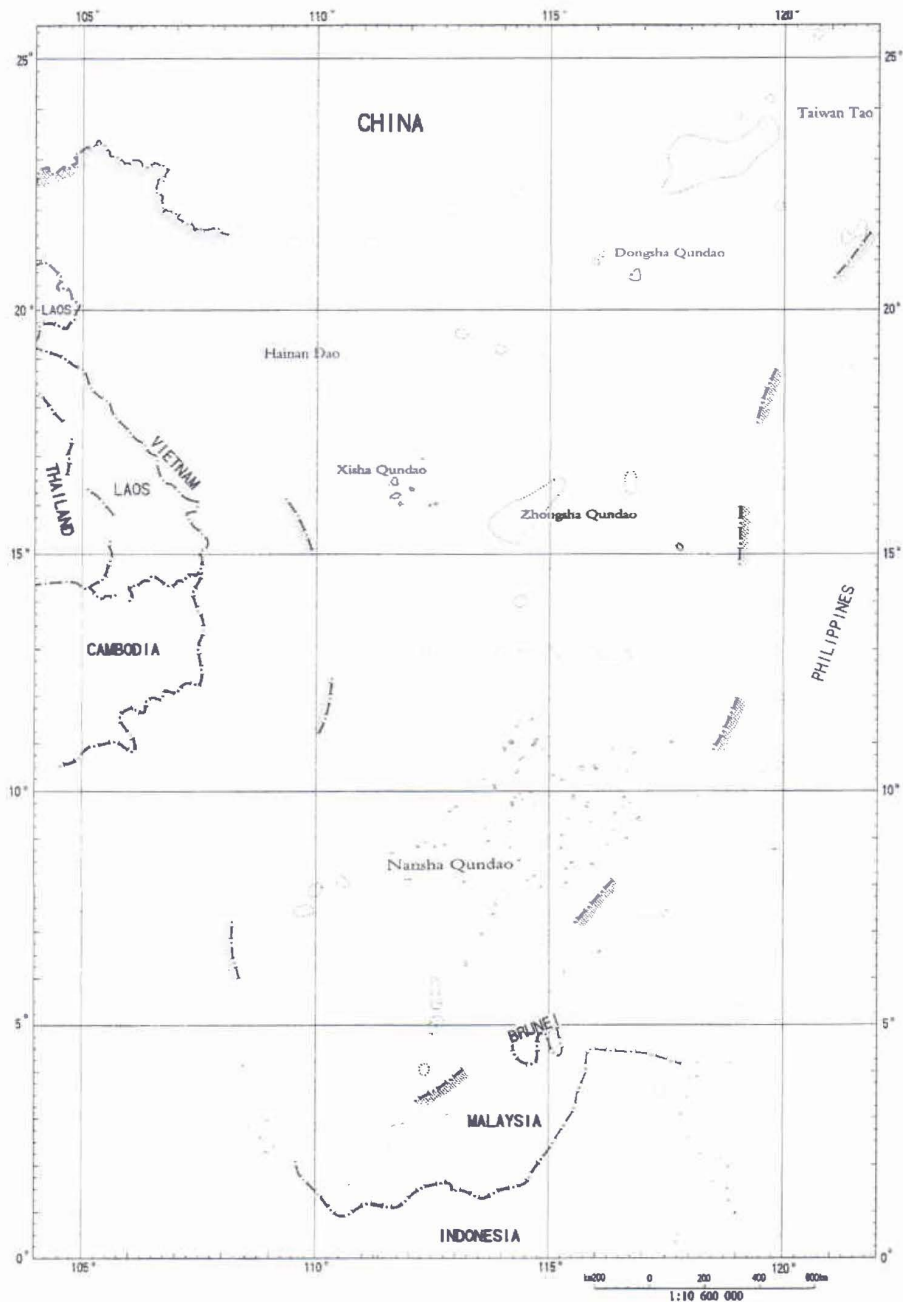 105° 110° 115° 120°
25° 25°
CHINA
Taiwan Tao
Dongsha Qundao
20° 20°
LAOS
Hainan Dao
VIETNAM
THAILAND
LAOS
Xisha Qundao
Zhongsha Qundao
15° 15°
CAMBODIA
PHILIPPINES
10° 10°
Nansha Qundao
5° 5°
BRUNEI
MALAYSIA
INDONESIA
0° 0°
105° 110° 115° 120°
km200 0 200 400 600km
1:10 600 000